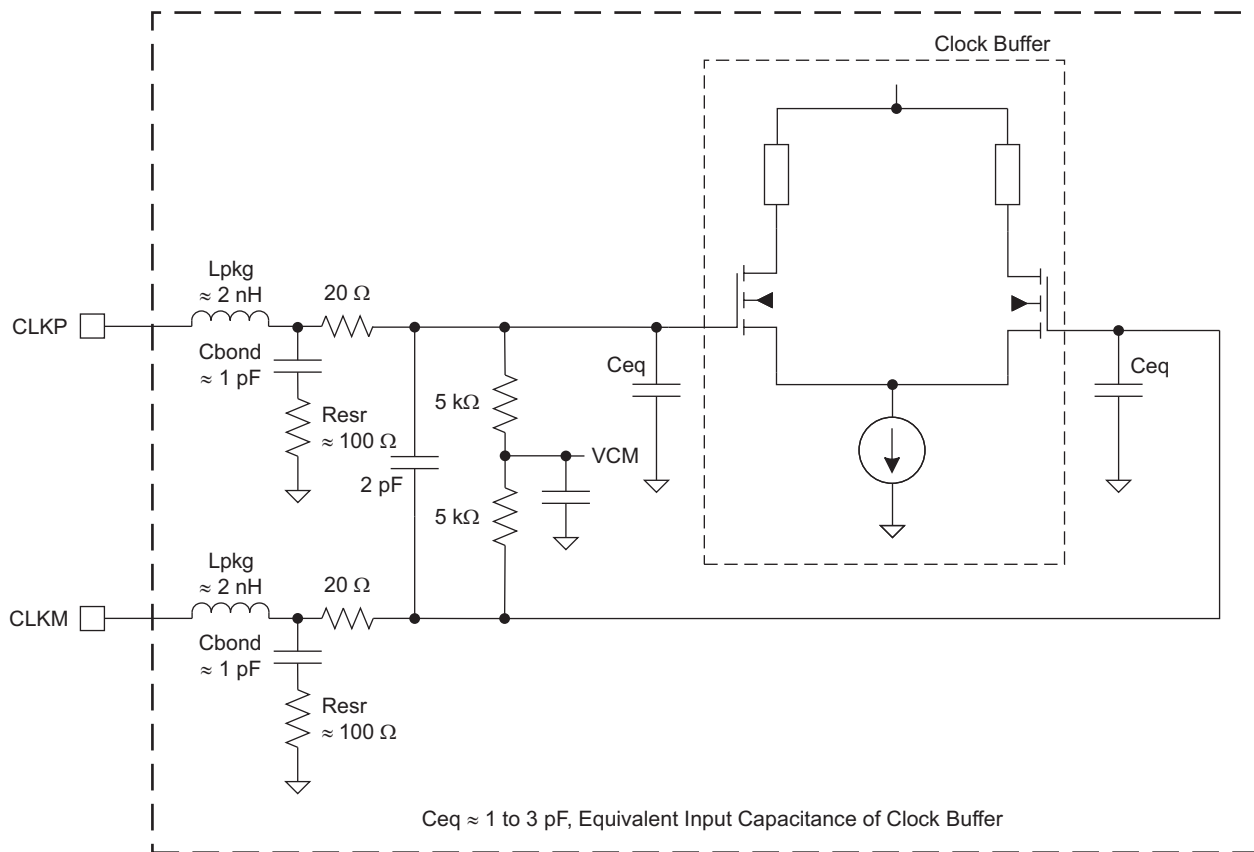 Clock Buffer
Lpkg
≈ 2 nH
20 Ω
CLKP
Cbond
≈ 1 pF
Resr
≈ 100 Ω
2 pF
5 kΩ
VCM
5 kΩ
Ceq
Ceq
Lpkg
≈ 2 nH
20 Ω
CLKM
Cbond
≈ 1 pF
Resr
≈ 100 Ω
Ceq ≈ 1 to 3 pF, Equivalent Input Capacitance of Clock Buffer